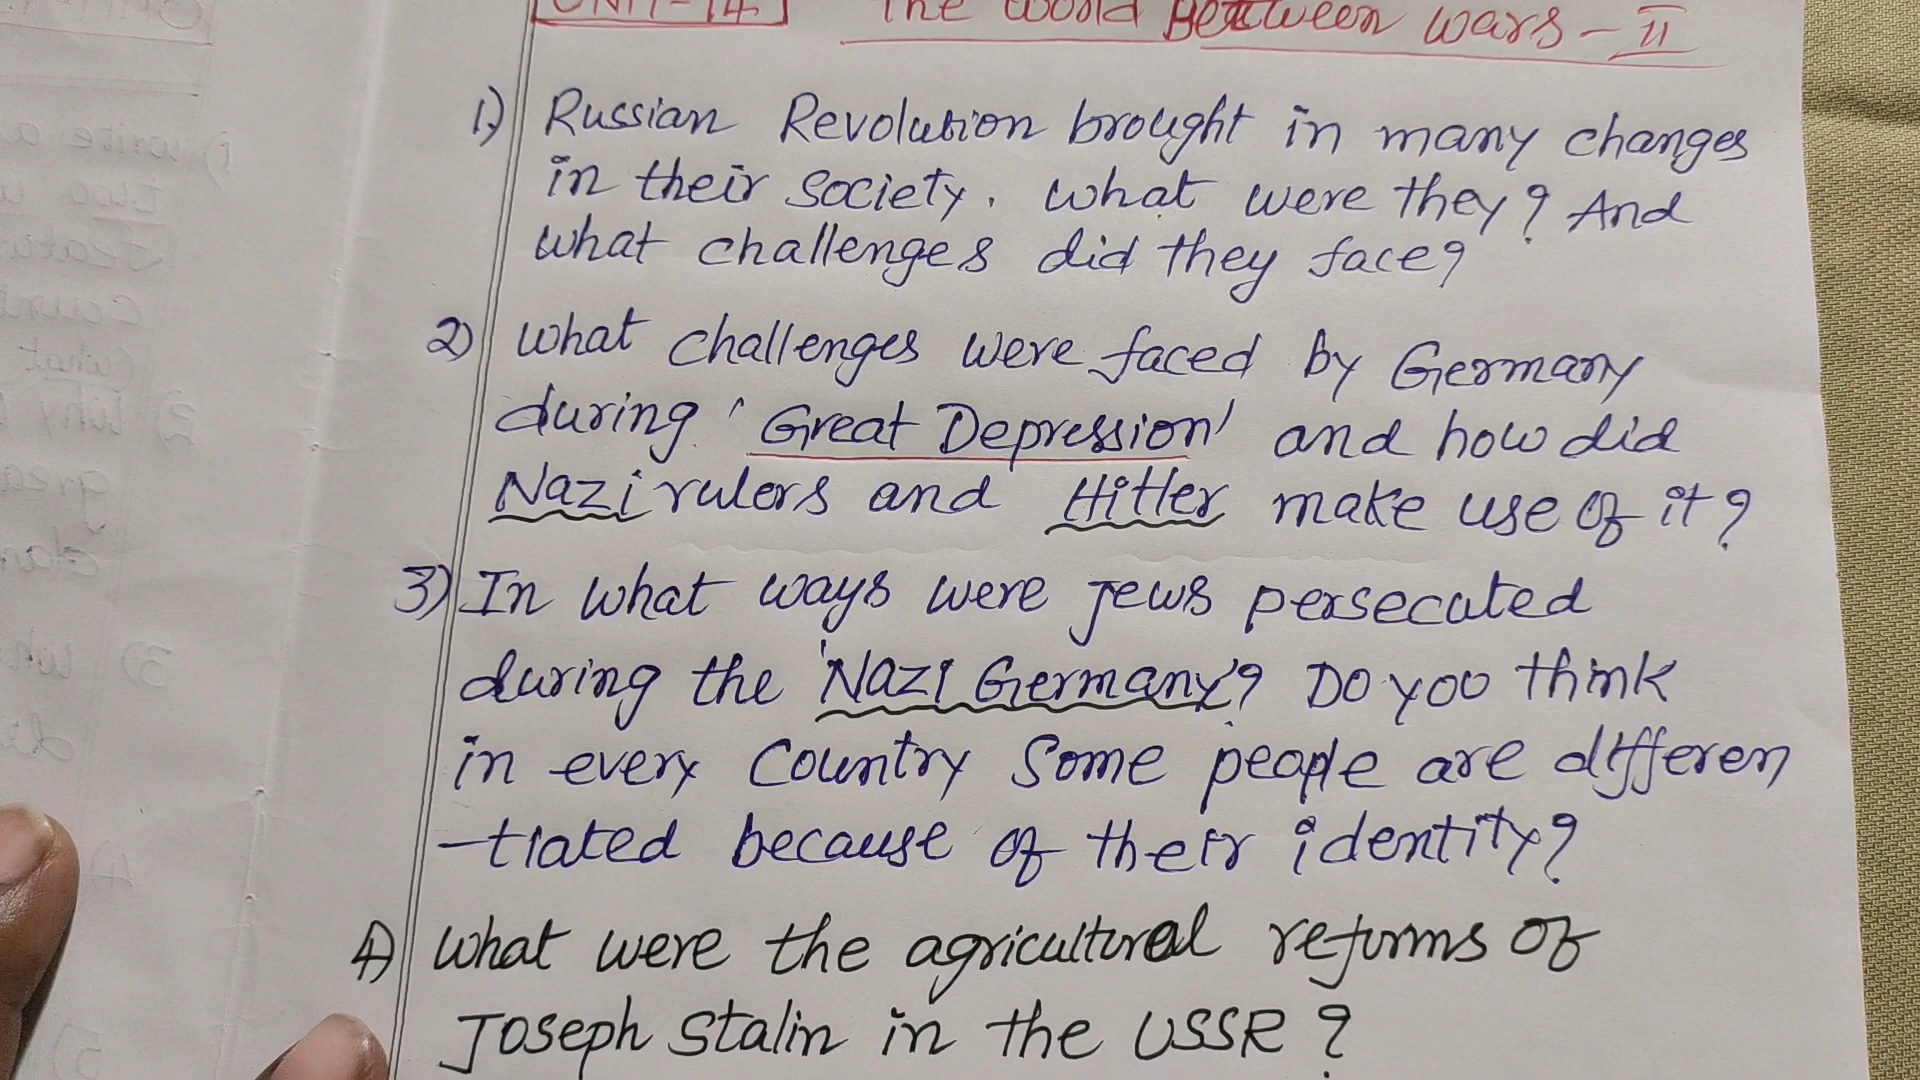 UNIT-14 The World Between Wars - II
1) Russian Revolution brought in many changes
in their society. What were they? And
what challenges did they face?
2) What challenges were faced by Germany
during 'Great Depression' and how did
Nazi rulers and Hitler make use of it?
3) In what ways were Jews persecuted
during the 'Nazi Germany'? Do you think
in every country some people are differen
-tiated because of their identity?
4) What were the agricultural reforms of
Joseph Stalin in the USSR?